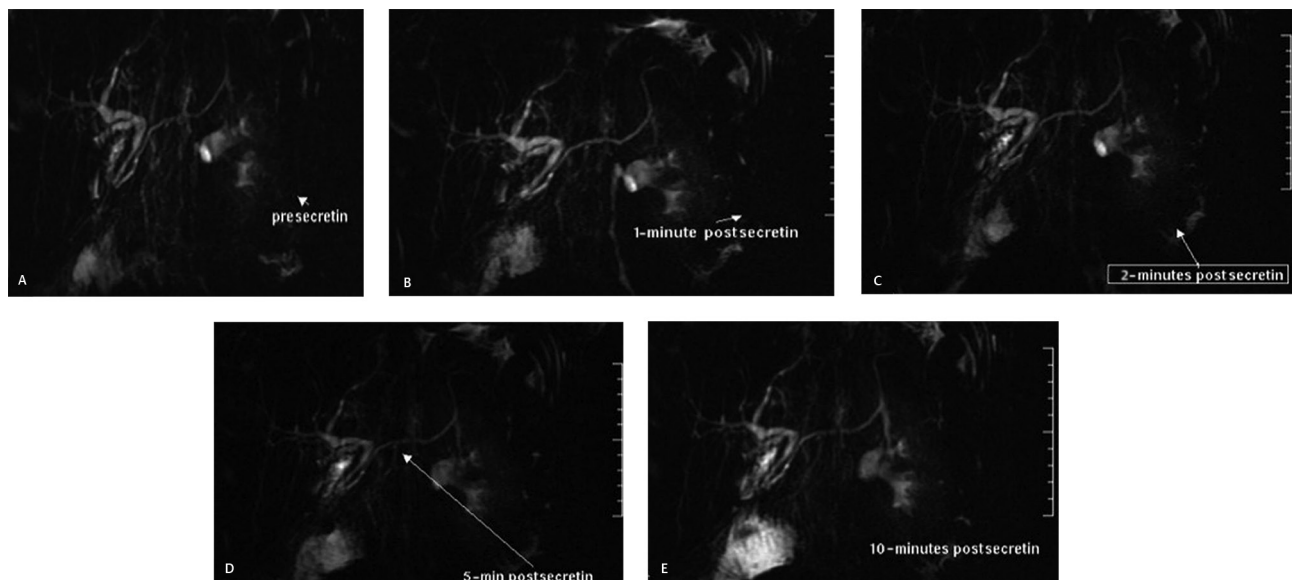 presecretin
A
1-minute postsecretin
B
2-minutes postsecretin
C
5-min postsecretin
D
10-minutes postsecretin
E